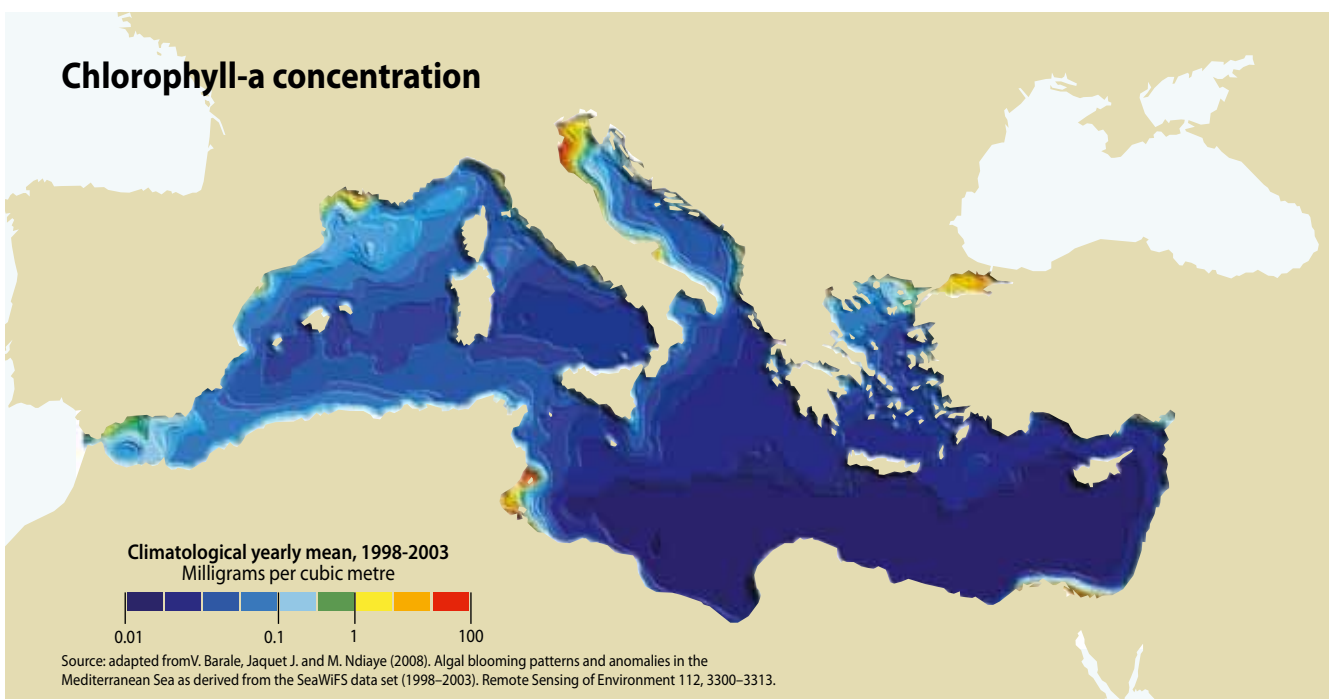 Chlorophyll-a concentration
Climatological yearly mean, 1998-2003
Milligrams per cubic metre
0.01 0.1 1 100
Source: adapted fromV. Barale, Jaquet J. and M. Ndiaye (2008). Algal blooming patterns and anomalies in the
Mediterranean Sea as derived from the SeaWiFS data set (1998–2003). Remote Sensing of Environment 112, 3300–3313.